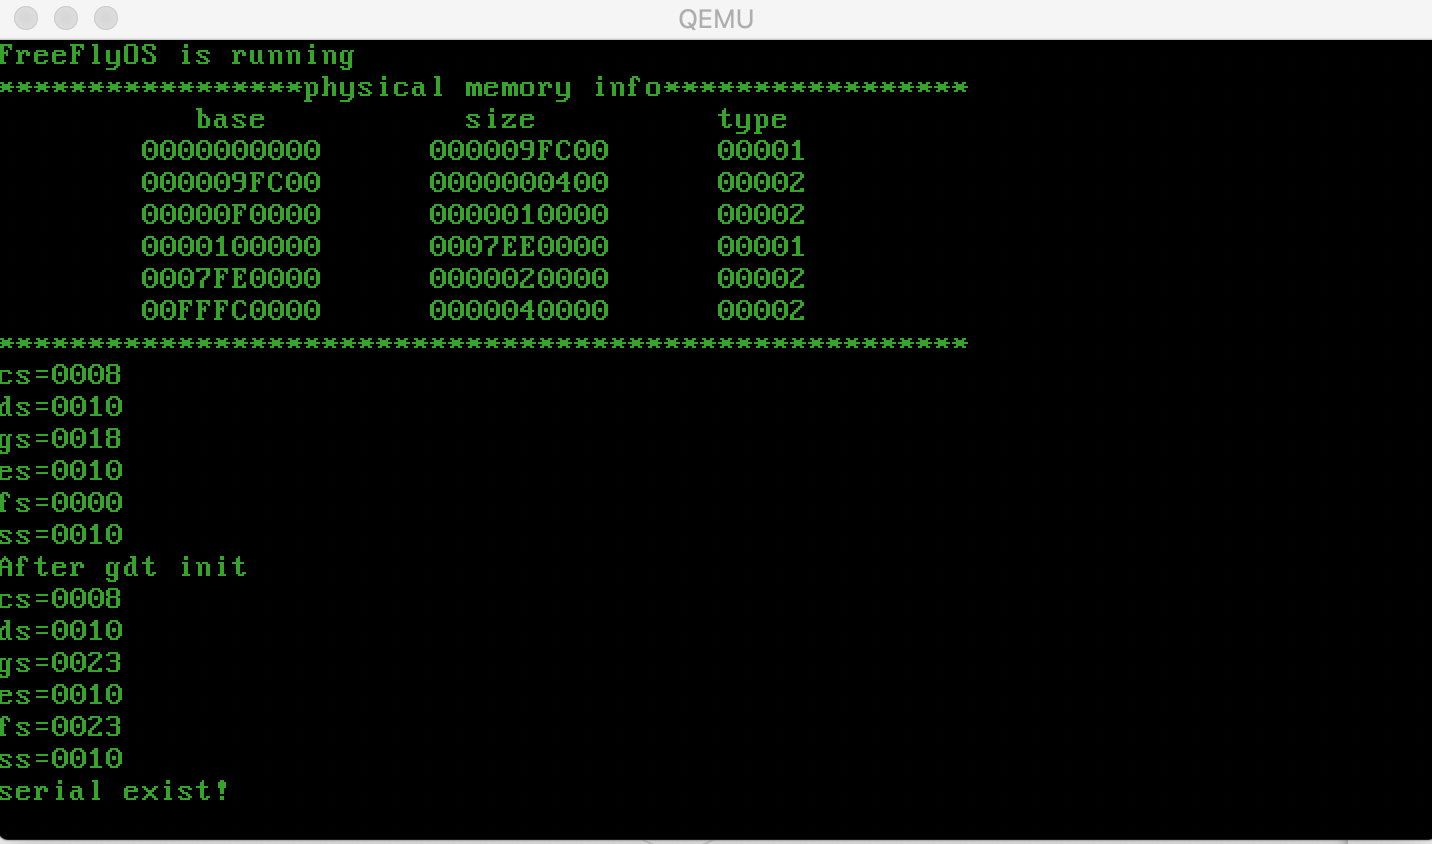 QEMU
FreeFlyOS is running
*****************physical memory info*****************
base size type
0000000000 000009FC00 00001
000009FC00 0000000400 00002
00000F0000 0000010000 00002
0000100000 0007EE0000 00001
0007FE0000 0000020000 00002
00FFFC0000 0000040000 00002
******************************************************
cs=0008
ds=0010
gs=0018
es=0010
fs=0000
ss=0010
After gdt init
cs=0008
ds=0010
gs=0023
es=0010
fs=0023
ss=0010
serial exist!